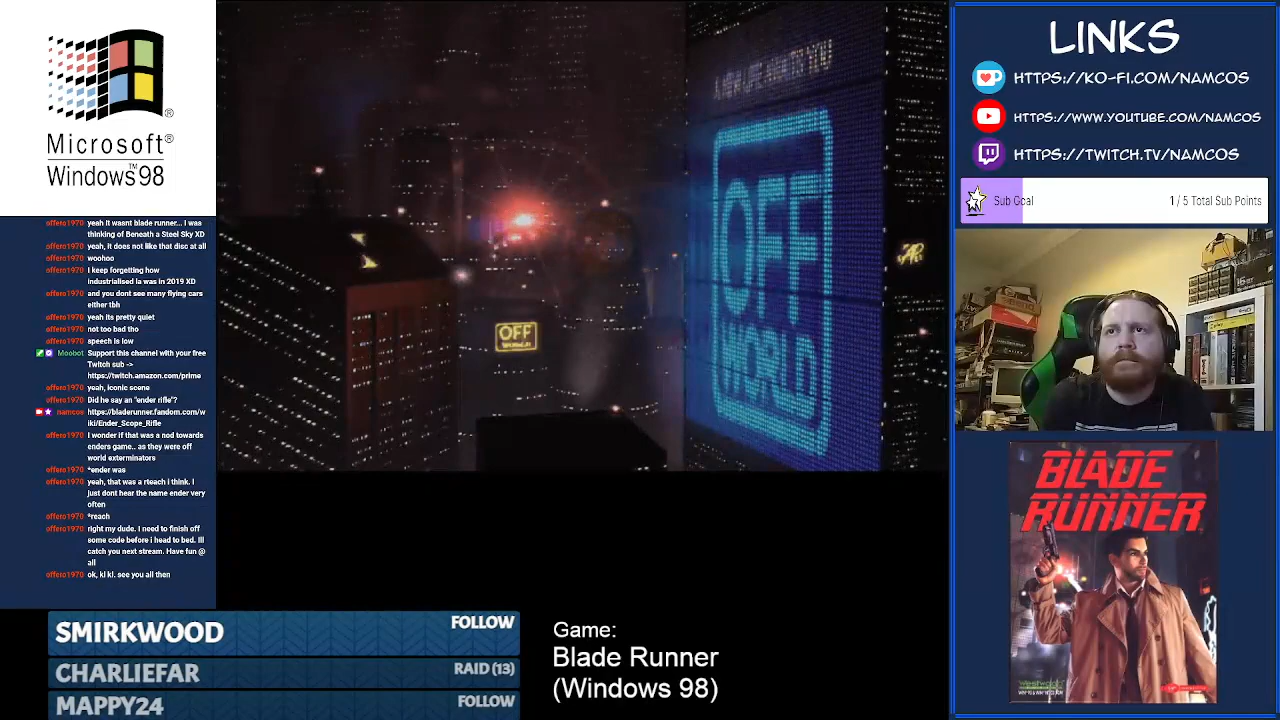 Microsoft®
Windows™98
offero1970 yeah it wasnt blade runner... i was
thinking of Beneath a Steel Sky XD
offero1970 yeah, it does not like that disc at all
offero1970 woohoo
offero1970 I keep forgetting how
industrialised la was in 2019 XD
offero1970 and you dont see many flying cars
either tbh
offero1970 yeah its pretty quiet
offero1970 not too bad tho
offero1970 speech is low
Moobot Support this channel with your free
Twitch sub ->
https://twitch.amazon.com/prime
offero1970 yeah, iconic scene
offero1970 Did he say an "ender rifle"?
namcos https://bladerunner.fandom.com/w
iki/Ender_Scope_Rifle
offero1970 I wonder if that was a nod towards
enders game.. as they were off
world exterminators
offero1970 *ender was
offero1970 yeah, that was a rteach i think. I
just dont hear the name ender very
often
offero1970 *reach
offero1970 right my dude. I need to finish off
some code before i head to bed. Ill
catch you next stream. Have fun @
all
offero1970 ok, kl kl. see you all then
OFF
WORLD
OFF
LINKS
HTTPS://KO-FI.COM/NAMCOS
HTTPS://WWW.YOUTUBE.COM/NAMCOS
HTTPS://TWITCH.TV/NAMCOS
Sub Goal 1 / 5 Total Sub Points
BLADE
RUNNER
Westwood
SMIRKWOOD FOLLOW
CHARLIEFAR RAID (13)
MAPPY24 FOLLOW
Game:
Blade Runner
(Windows 98)